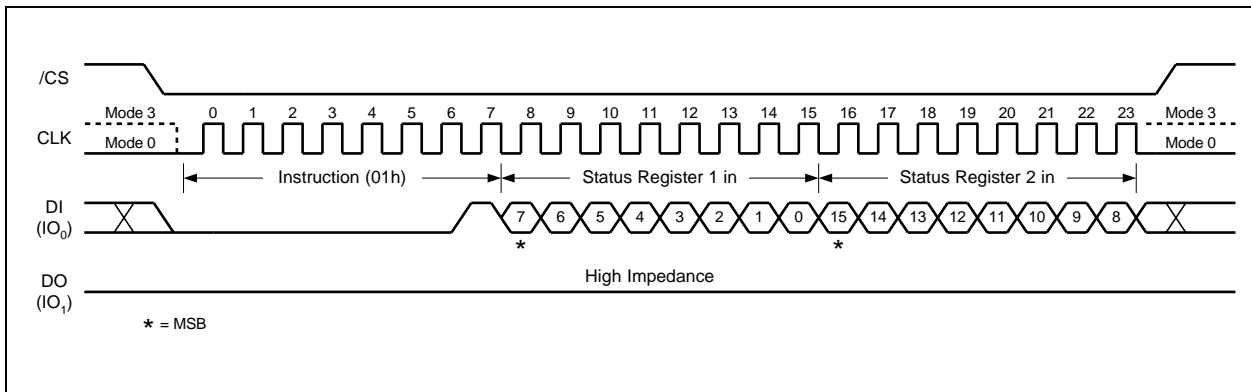 /CS
Mode 3 0 1 2 3 4 5 6 7 8 9 10 11 12 13 14 15 16 17 18 19 20 21 22 23 Mode 3
CLK Mode 0 Mode 0
Instruction (01h) Status Register 1 in Status Register 2 in
DI
(IO0) 7 6 5 4 3 2 1 0 15 14 13 12 11 10 9 8
* *
High Impedance
DO
(IO1)
* = MSB